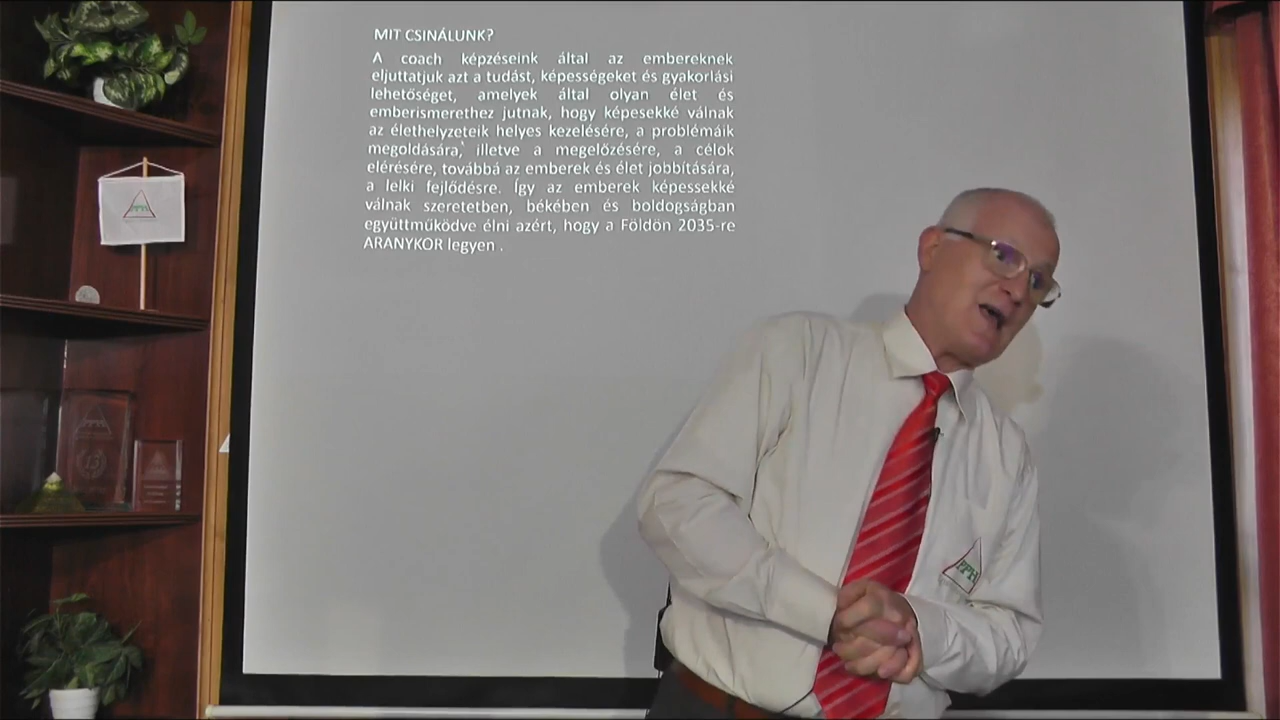 MIT CSINÁLUNK?
A coach képzéseink által az embereknek
eljuttatjuk azt a tudást, képességeket és gyakorlási
lehetőséget, amelyek által olyan élet és
emberismerethez jutnak, hogy képesekké válnak
az élethelyzeteik helyes kezelésére, a problémáik
megoldására, illetve a megelőzésére, a célok
elérésére, továbbá az emberek és élet jobbítására,
a lelki fejlődésre. Így az emberek képessekké
válnak szeretetben, békében és boldogságban
együttműködve élni azért, hogy a Földön 2035-re
ARANYKOR legyen .
PPH
15
PPH